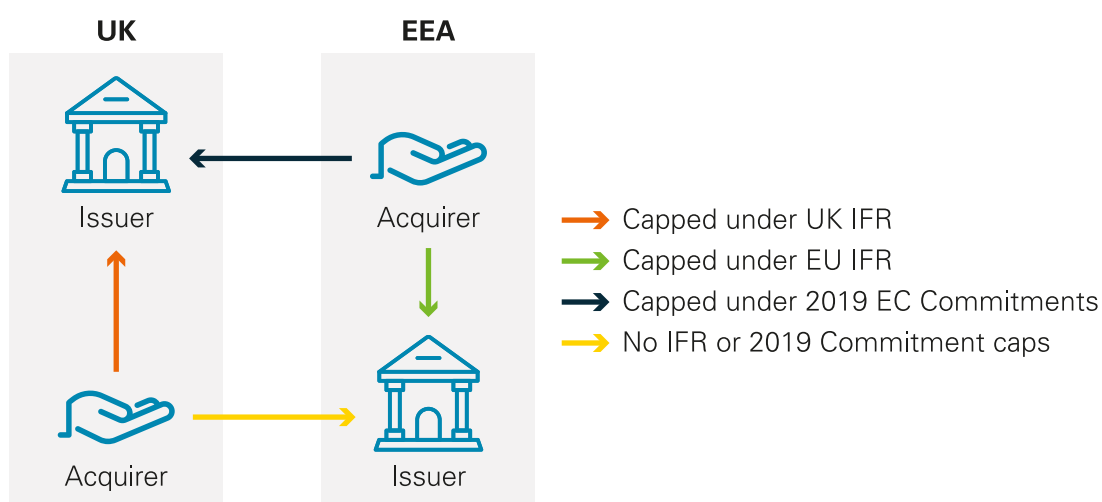 UK
EEA
Issuer
Acquirer
Acquirer
Issuer
Capped under UK IFR
Capped under EU IFR
Capped under 2019 EC Commitments
No IFR or 2019 Commitment caps